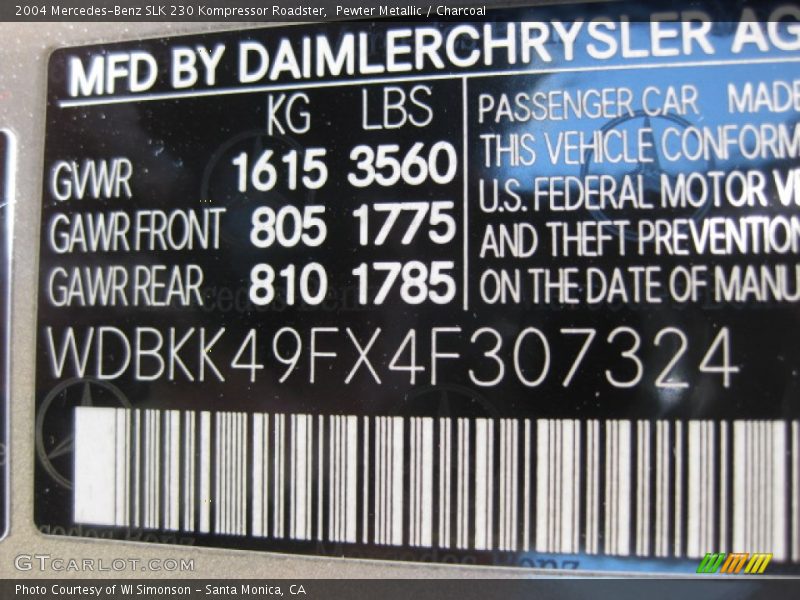 2004 Mercedes-Benz SLK 230 Kompressor Roadster, Pewter Metallic / Charcoal
MFD BY DAIMLERCHRYSLER AG
KG LBS
GVWR 1615 3560
GAWR FRONT 805 1775
GAWR REAR 810 1785
PASSENGER CAR MADE
THIS VEHICLE CONFORM
U.S. FEDERAL MOTOR VE
AND THEFT PREVENTION
ON THE DATE OF MANU
WDBKK49FX4F307324
GTCARLOT.COM
Photo Courtesy of WI Simonson - Santa Monica, CA